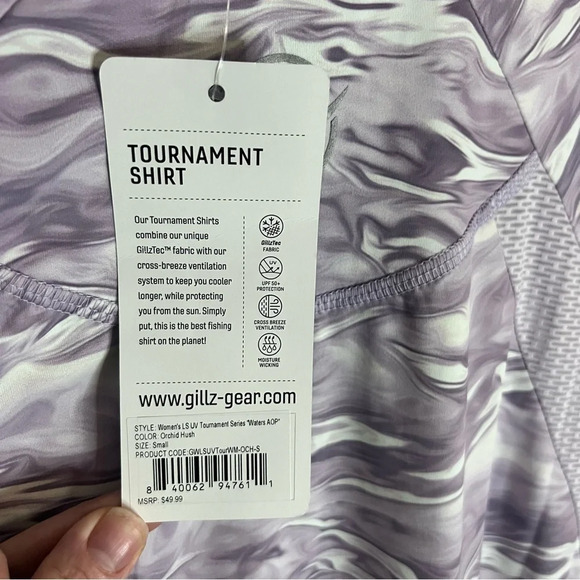 TOURNAMENT
SHIRT
Our Tournament Shirts
combine our unique
GillzTec™ fabric with our
cross-breeze ventilation
system to keep you cooler
longer, while protecting
you from the sun. Simply
put, this is the best fishing
shirt on the planet!
GillzTec
FABRIC
UV
UPF 50+
PROTECTION
CROSS BREEZE
VENTILATION
MOISTURE
WICKING
www.gillz-gear.com
STYLE: Women's LS UV Tournament Series "Waters AOP"
COLOR: Orchid Hush
SIZE: Small
PRODUCT CODE:GWLSUVTourWM-OCH-S
8 40062 94761 1
MSRP: $49.99